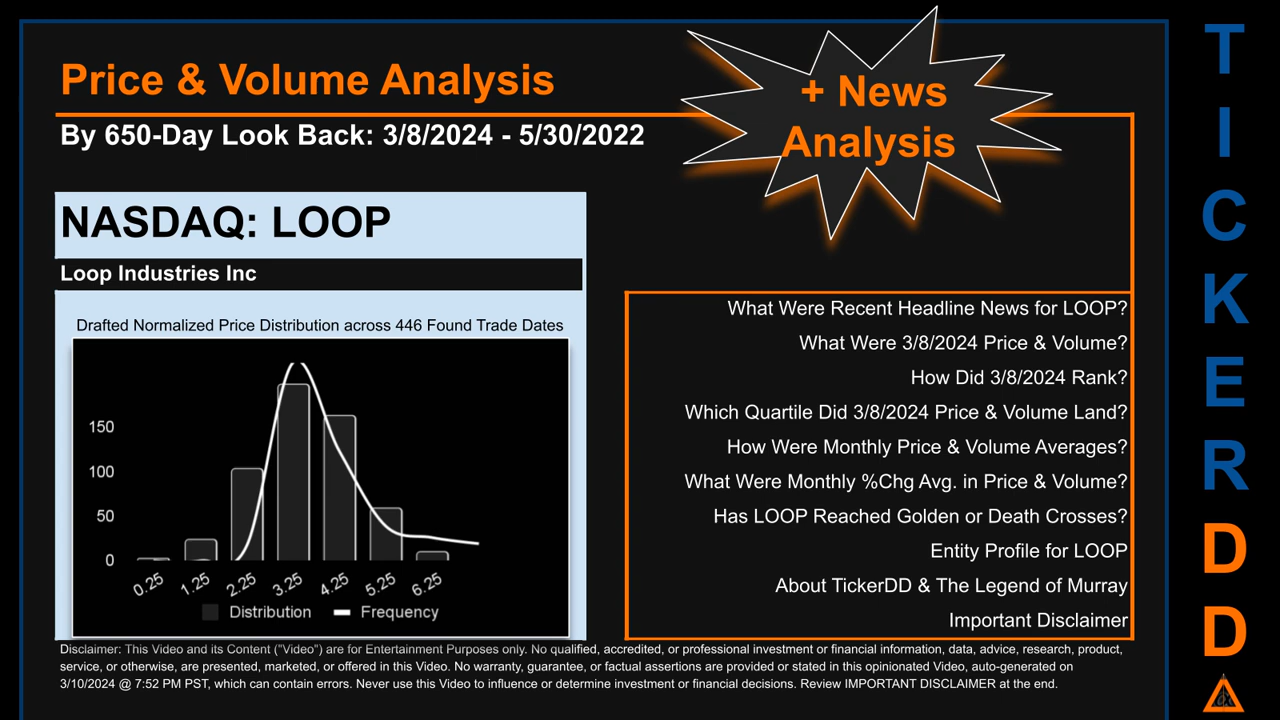 Price & Volume Analysis
By 650-Day Look Back: 3/8/2024 - 5/30/2022
+ News
Analysis
NASDAQ: LOOP
Loop Industries Inc
Drafted Normalized Price Distribution across 446 Found Trade Dates
150
100
50
0
0.25 1.25 2.25 3.25 4.25 5.25 6.25
Distribution Frequency
What Were Recent Headline News for LOOP?
What Were 3/8/2024 Price & Volume?
How Did 3/8/2024 Rank?
Which Quartile Did 3/8/2024 Price & Volume Land?
How Were Monthly Price & Volume Averages?
What Were Monthly %Chg Avg. in Price & Volume?
Has LOOP Reached Golden or Death Crosses?
Entity Profile for LOOP
About TickerDD & The Legend of Murray
Important Disclaimer
Disclaimer: This Video and its Content ("Video") are for Entertainment Purposes only. No qualified, accredited, or professional investment or financial information, data, advice, research, product,
service, or otherwise, are presented, marketed, or offered in this Video. No warranty, guarantee, or factual assertions are provided or stated in this opinionated Video, auto-generated on
3/10/2024 @ 7:52 PM PST, which can contain errors. Never use this Video to influence or determine investment or financial decisions. Review IMPORTANT DISCLAIMER at the end.
T
I
C
K
E
R
D
D